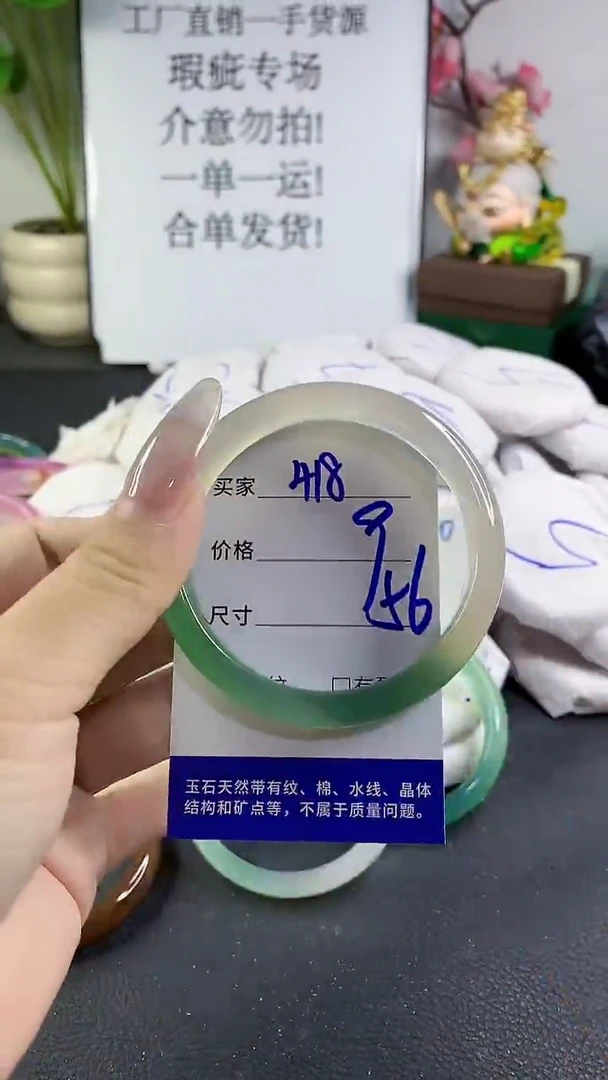 工厂直销一手货源
瑕疵专场
介意勿拍!
一单一运!
合单发货!
买家 418
价格
尺寸 56
玉石天然带有纹、棉、水线、晶体
结构和矿点等，不属于质量问题。